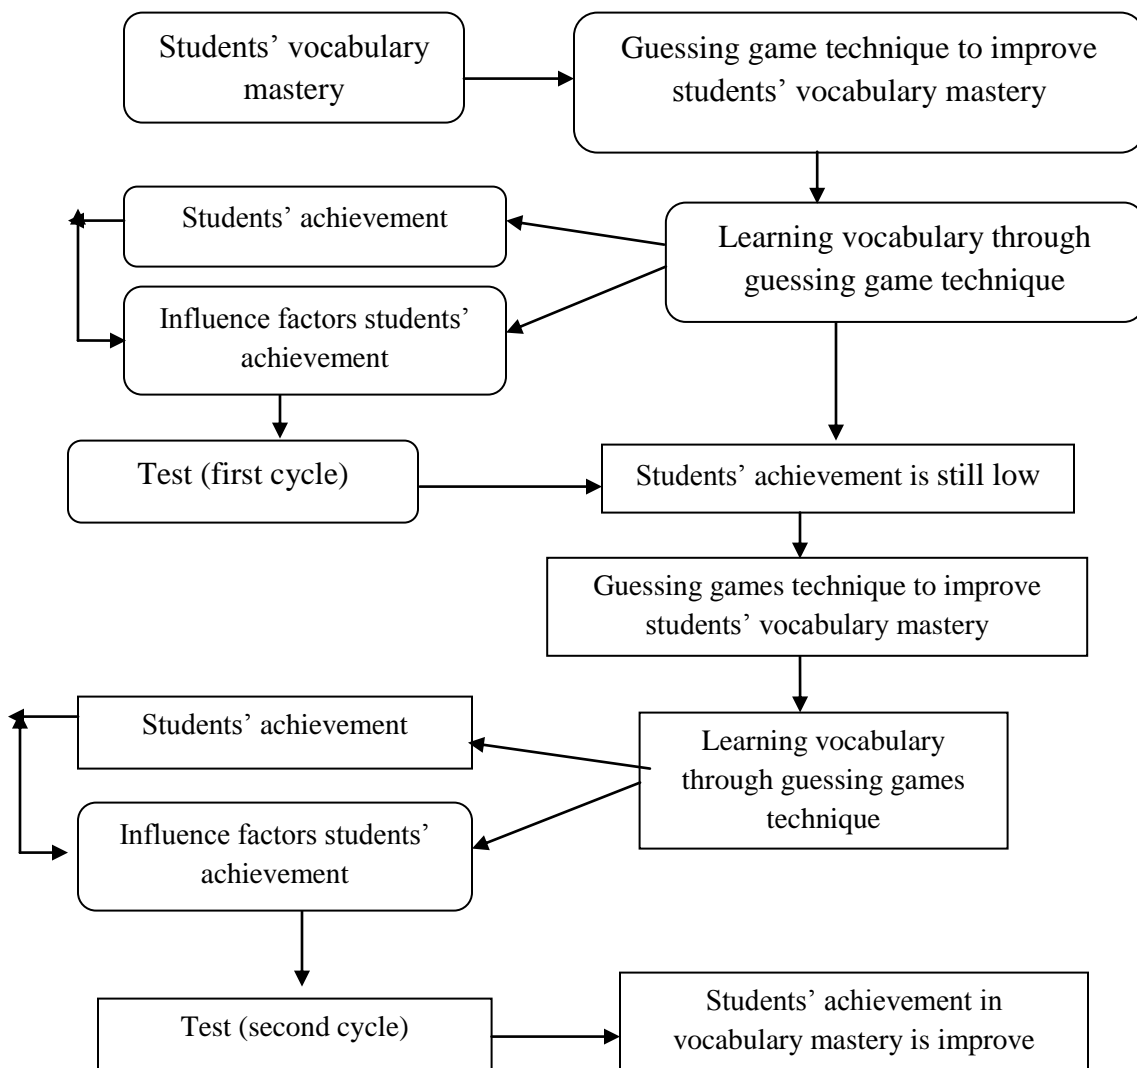 Students’ vocabulary
mastery
Guessing game technique to improve
students’ vocabulary mastery
Students’ achievement
Learning vocabulary through
guessing game technique
Influence factors students’
achievement
Test (first cycle)
Students’ achievement is still low
Guessing games technique to improve
students’ vocabulary mastery
Students’ achievement
Learning vocabulary
through guessing games
technique
Influence factors students’
achievement
Test (second cycle)
Students’ achievement in
vocabulary mastery is improve